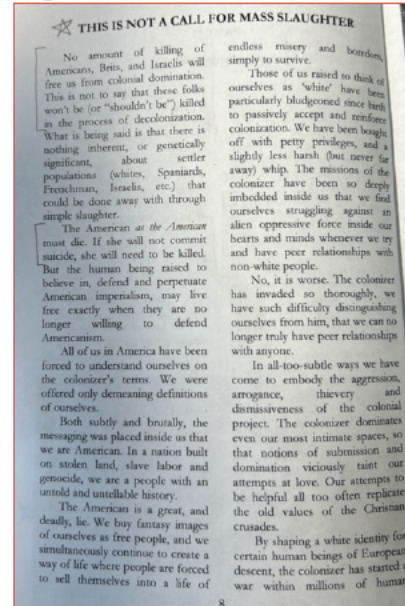 THIS IS NOT A CALL FOR MASS SLAUGHTER
No amount of killing of
Americans, Brits, and Israelis will
free us from colonial domination.
This is not to say that these folks
won't be (or "shouldn't be") killed
in the process of decolonization.
What is being said is that there is
nothing inherent, or genetically
significant, about settler
populations (whites, Spaniards,
Frenchman, Israelis, etc.) that
could be done away with through
simple slaughter.
The American as the American
must die. If she will not commit
suicide, she will need to be killed.
But the human being raised to
believe in, defend and perpetuate
American imperialism, may live
free exactly when they are no
longer willing to defend
Americanism.
All of us in America have been
forced to understand ourselves on
the colonizer's terms. We were
offered only demeaning definitions
of ourselves.
Both subtly and brutally, the
messaging was placed inside us that
we are American. In a nation built
on stolen land, slave labor and
genocide, we are a people with an
untold and untellable history.
The American is a great, and
deadly, lie. We buy fantasy images
of ourselves as free people, and we
simultaneously continue to create a
way of life where people are forced
to sell themselves into a life of
endless misery and boredom,
simply to survive.
Those of us raised to think of
ourselves as 'white' have been
particularly bludgeoned since birth
to passively accept and reinforce
colonization. We have been bought
off with petty privileges, and a
slightly less harsh (but never far
away) whip. The missions of the
colonizer have been so deeply
imbedded inside us that we find
ourselves struggling against an
alien oppressive force inside our
hearts and minds whenever we try
and have peer relationships with
non-white people.
No, it is worse. The colonizer
has invaded so thoroughly, we
have such difficulty distinguishing
ourselves from him, that we can no
longer truly have peer relationships
with anyone.
In all-too-subtle ways we have
come to embody the aggression,
arrogance, thievery and
dismissiveness of the colonial
project. The colonizer dominates
even our most intimate spaces, so
that notions of submission and
domination viciously taint our
attempts at love. Our attempts to
be helpful all too often replicate
the old values of the Christian
crusades.
By shaping a white identity for
certain human beings of European
descent, the colonizer has started a
war within millions of human
8